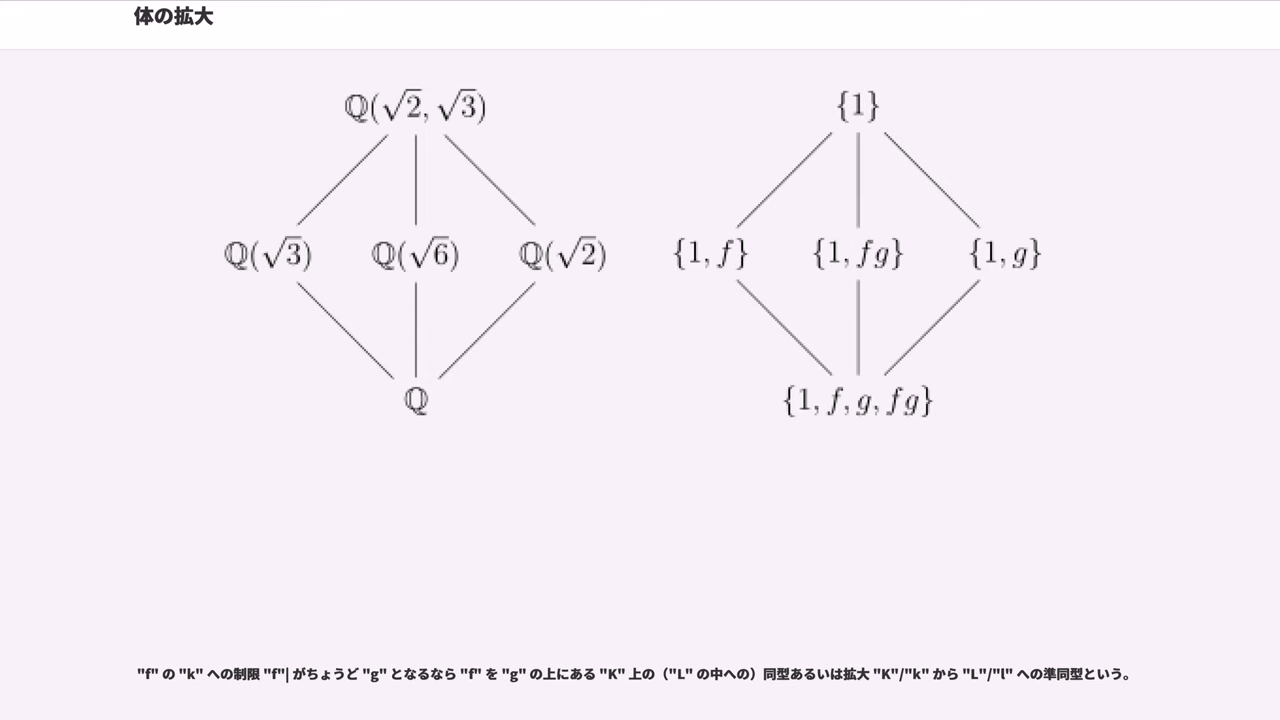 体の拡大
ℚ(√2, √3) {1}
ℚ(√3) ℚ(√6) ℚ(√2) {1, f} {1, fg} {1, g}
ℚ {1, f, g, fg}
"f" の "k" への制限 "f"| がちょうど "g" となるなら "f" を "g" の上にある "K" 上の（"L" の中への）同型あるいは拡大 "K"/"k" から "L"/"l" への準同型という。